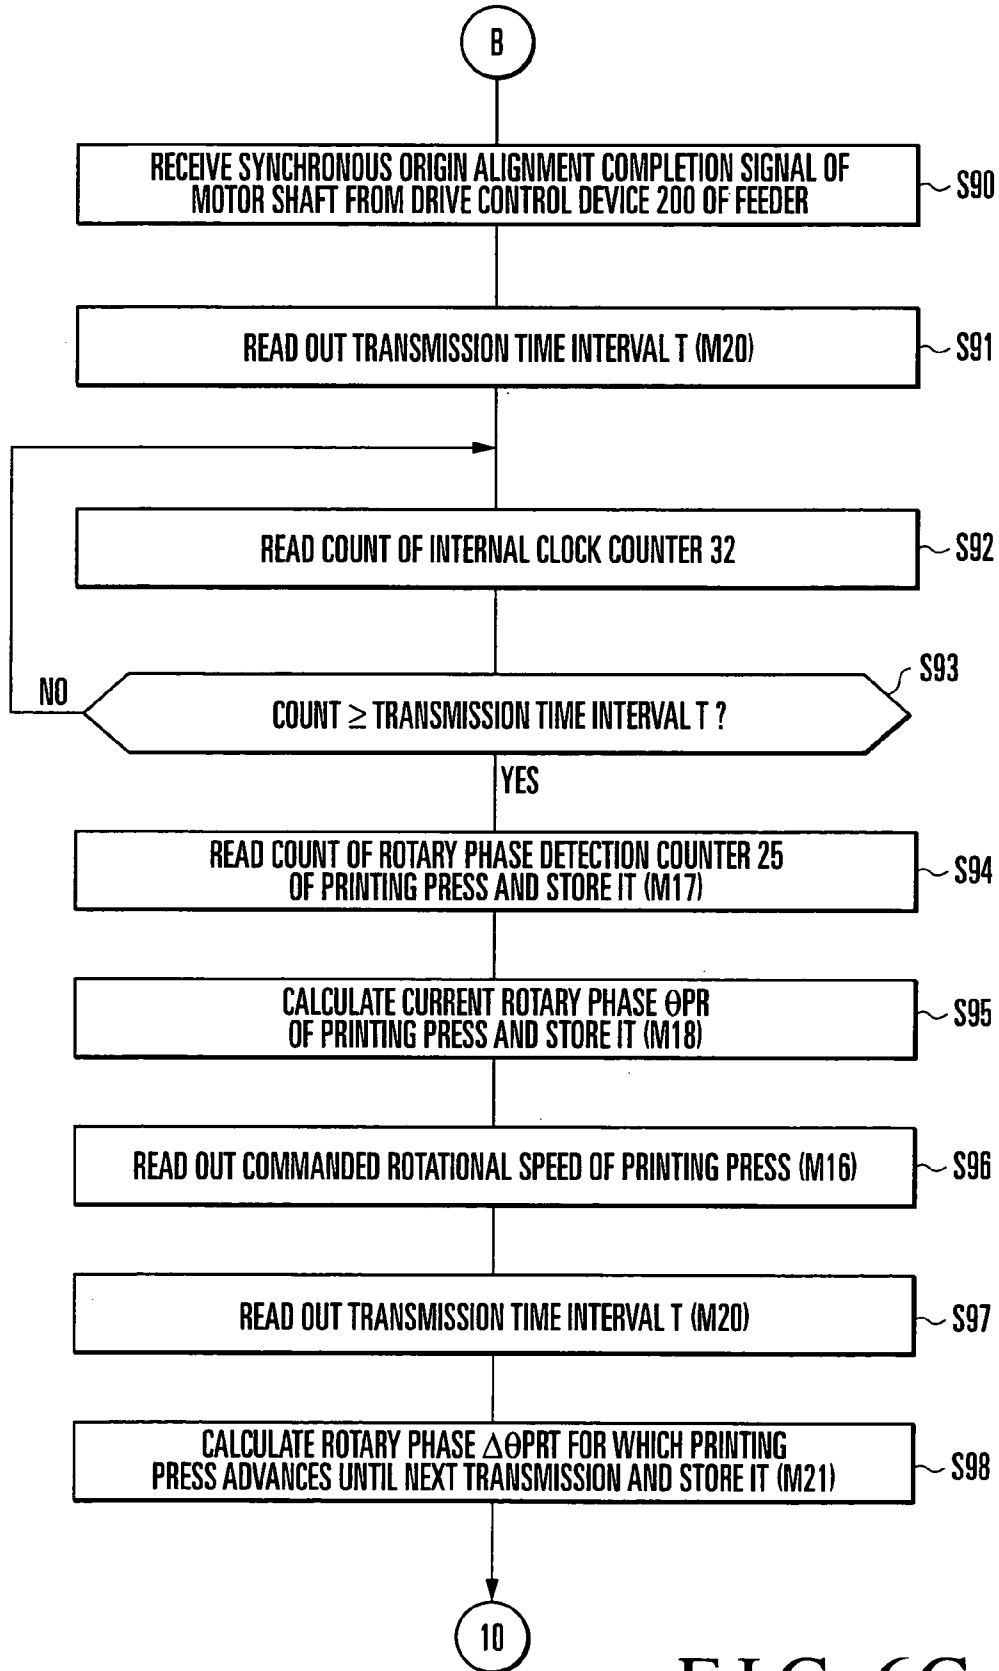 B
RECEIVE SYNCHRONOUS ORIGIN ALIGNMENT COMPLETION SIGNAL OF
MOTOR SHAFT FROM DRIVE CONTROL DEVICE 200 OF FEEDER
S90
READ OUT TRANSMISSION TIME INTERVAL T (M20)
S91
READ COUNT OF INTERNAL CLOCK COUNTER 32
S92
S93
NO
COUNT ≥ TRANSMISSION TIME INTERVAL T ?
YES
READ COUNT OF ROTARY PHASE DETECTION COUNTER 25
OF PRINTING PRESS AND STORE IT (M17)
S94
CALCULATE CURRENT ROTARY PHASE θPR
OF PRINTING PRESS AND STORE IT (M18)
S95
READ OUT COMMANDED ROTATIONAL SPEED OF PRINTING PRESS (M16)
S96
READ OUT TRANSMISSION TIME INTERVAL T (M20)
S97
CALCULATE ROTARY PHASE ΔθPRT FOR WHICH PRINTING
PRESS ADVANCES UNTIL NEXT TRANSMISSION AND STORE IT (M21)
S98
10